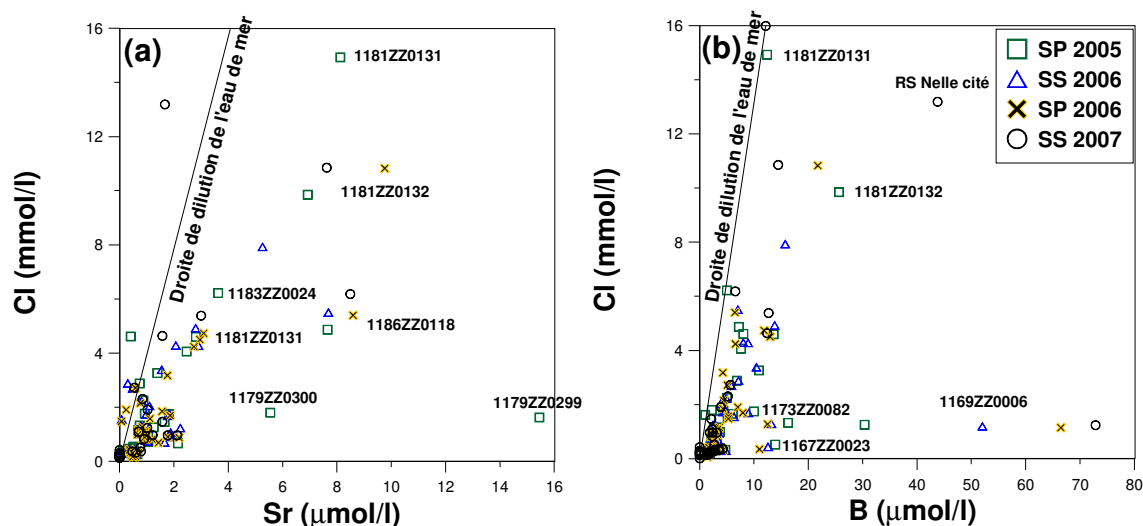 (a)
16
12
8
4
0
Cl (mmol/l)
0 2 4 6 8 10 12 14 16
Sr (µmol/l)
Droite de dilution de l'eau de mer
1181ZZ0131
1181ZZ0132
1183ZZ0024
1181ZZ0131
1186ZZ0118
1179ZZ0300
1179ZZ0299
(b)
16
12
8
4
0
Cl (mmol/l)
0 10 20 30 40 50 60 70 80
B (µmol/l)
Droite de dilution de l'eau de mer
1181ZZ0131
RS Nelle cité
1181ZZ0132
1173ZZ0082
1169ZZ0006
1167ZZ0023
SP 2005
SS 2006
SP 2006
SS 2007